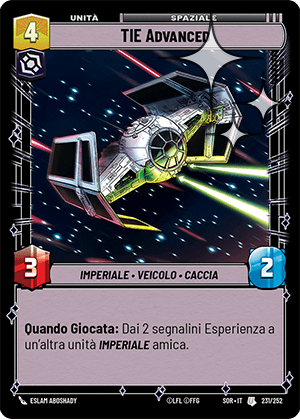 UNITÀ SPAZIALE
4 TIE ADVANCED
3 2
IMPERIALE • VEICOLO • CACCIA
Quando Giocata: Dai 2 segnalini Esperienza a
un'altra unità IMPERIALE amica.
ESLAM ABOSHADY ©LFL ©FFG SOR • IT 231/252